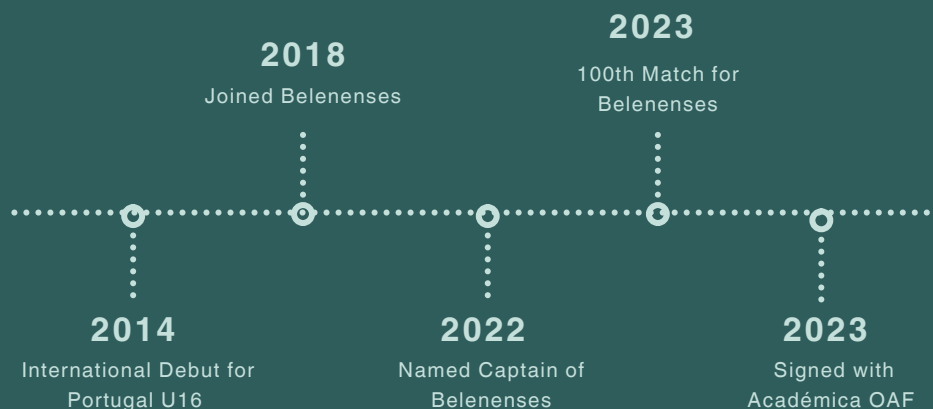 2014
International Debut for
Portugal U16
2018
Joined Belenenses
2022
Named Captain of
Belenenses
2023
100th Match for
Belenenses
2023
Signed with
Académica OAF